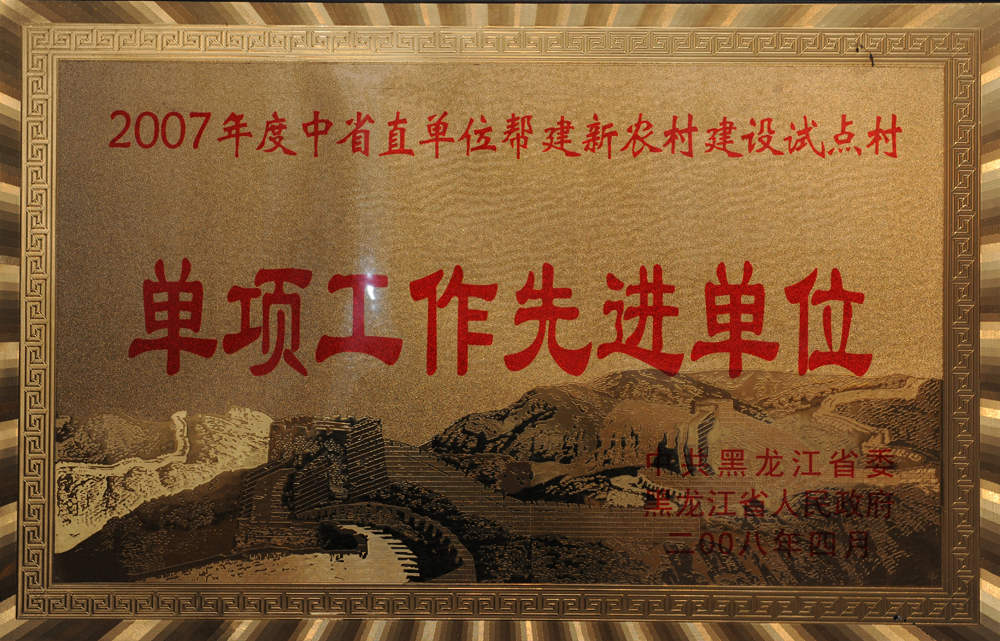 2007年度中省直单位帮建新农村建设试点村
单项工作先进单位
中共黑龙江省委
黑龙江省人民政府
二00八年四月